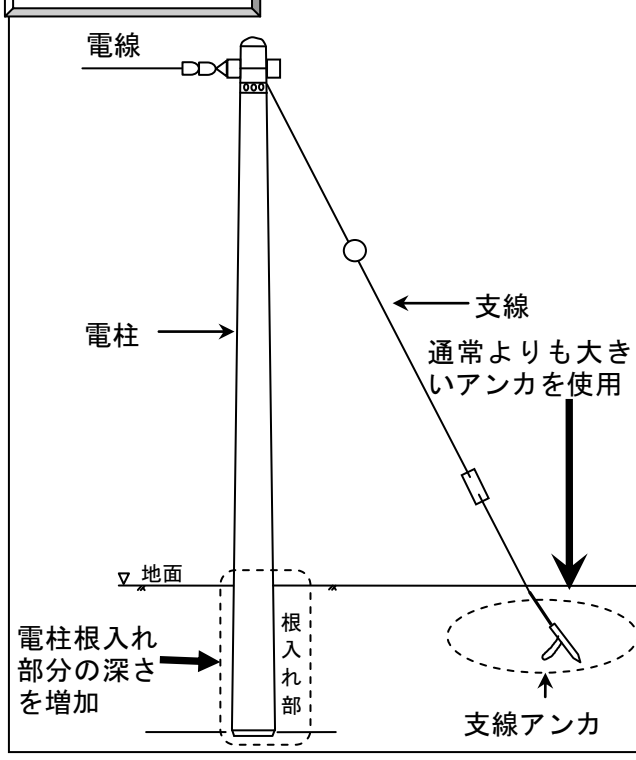 電線
支線
電柱
通常よりも大き
いアンカを使用
地面
電柱根入れ
部分の深さ
を増加
根入れ部
支線アンカ